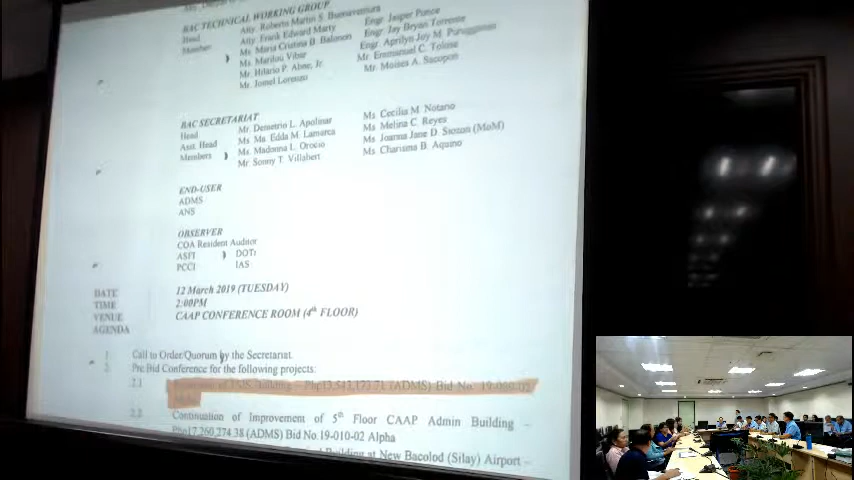 BAC TECHNICAL WORKING GROUP
Head Atty. Roberto Martin S. Buenaventura Engr. Jasper Ponce
Member Atty. Frank Edward Marty Engr. Jay Bryan Torrente
Ms. Maria Cristina B. Balonon Engr. Aprilyn Joy M.
) Ms. Marilou Vibar Mr. Emmanuel C. Tolosa
Mr. Hilario P. Abne, Jr. Mr. Moises A. Sacopon
Mr. Jomel Lorenzo
BAC SECRETARIAT
Head Mr. Demetrio L. Apolinar Ms. Cecilia M. Notano
Asst. Head Ms. Ma. Edda M. Lamarca Ms. Melina C. Reyes
Members ) Ms. Madonna L. Orocio Ms. Joanna Jane D. Siozon (MoM)
Mr. Sonny T. Villabert Ms. Charisma B. Aquino
END-USER
ADMS
ANS
OBSERVER
COA Resident Auditor
ASFT ) DOTr
PCCI IAS
DATE 12 March 2019 (TUESDAY)
TIME 2:00PM
VENUE CAAP CONFERENCE ROOM (4th FLOOR)
AGENDA
1 Call to Order/Quorum by the Secretariat.
2 Pre Bid Conference for the following projects:
2.1 Building – (ADMS) Bid No.
2.2 Continuation of Improvement of 5th Floor CAAP Admin Building –
Php17,260,274.38 (ADMS) Bid No.19-010-02 Alpha
Building at New Bacolod (Silay) Airport –